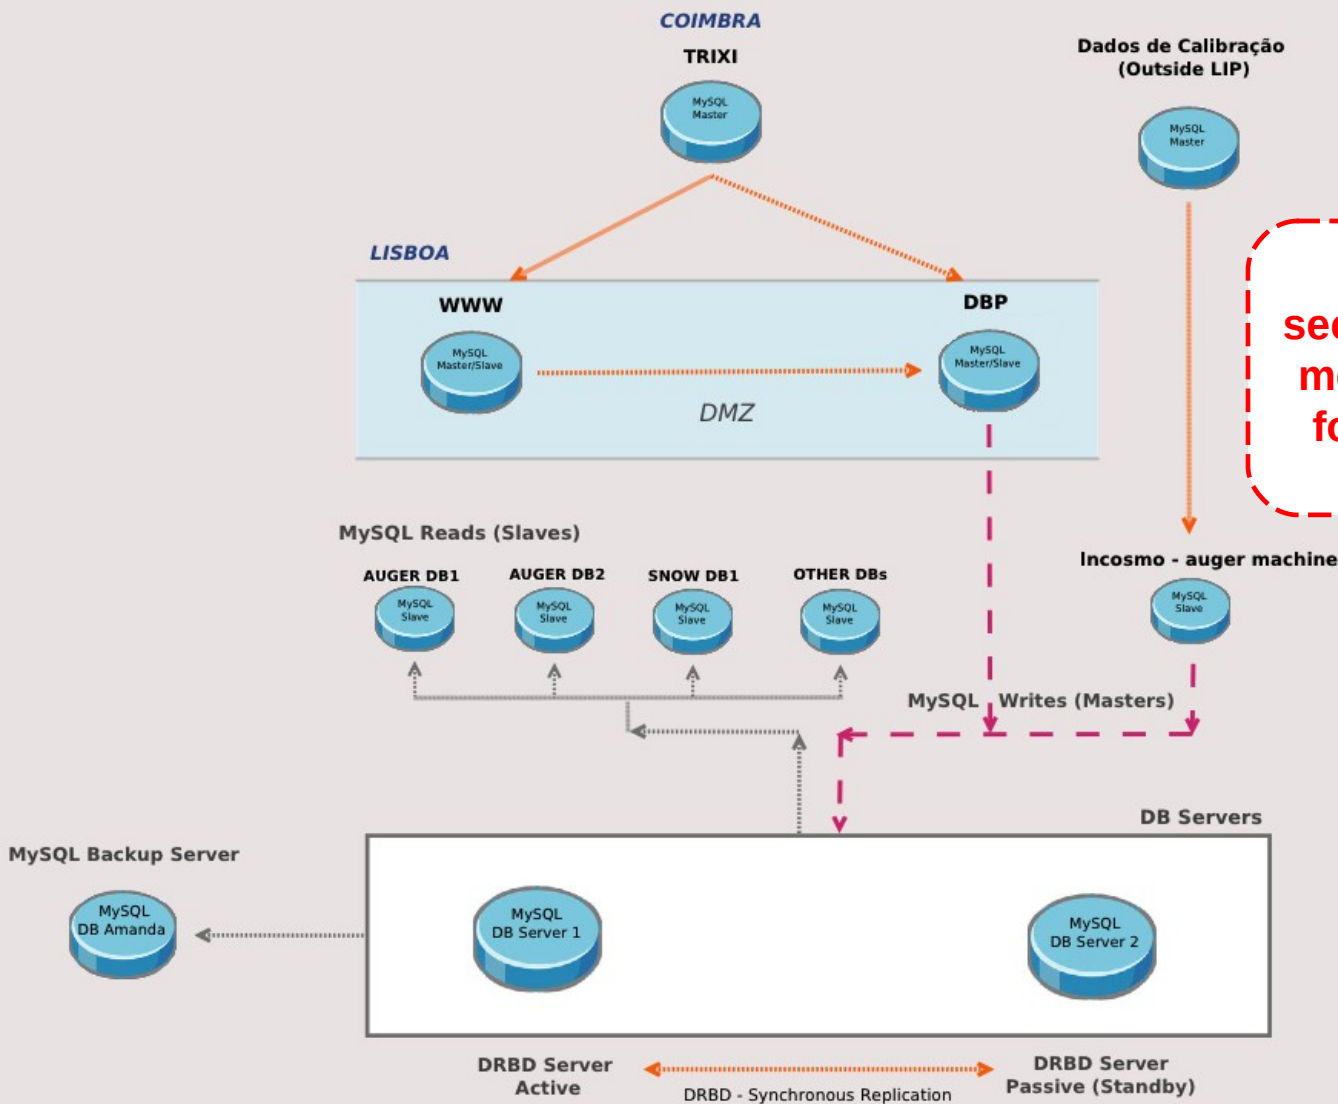 COIMBRA
TRIXI
MySQL
Master
Dados de Calibração
(Outside LIP)
MySQL
Master
LISBOA
WWW
MySQL
Master/Slave
DBP
MySQL
Master/Slave
DMZ
MySQL Reads (Slaves)
AUGER DB1
MySQL
Slave
AUGER DB2
MySQL
Slave
SNOW DB1
MySQL
Slave
OTHER DBs
MySQL
Slave
Incosmo - auger machine
MySQL
Slave
MySQL Writes (Masters)
DB Servers
MySQL Backup Server
MySQL
DB Amanda
MySQL
DB Server 1
MySQL
DB Server 2
DRBD Server
Active
DRBD - Synchronous Replication
DRBD Server
Passive (Standby)